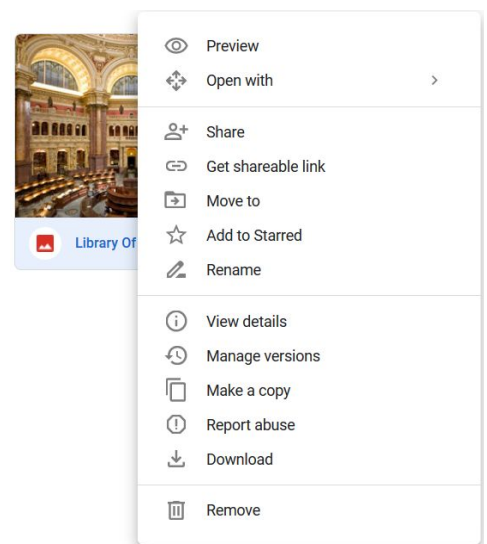 Preview
Open with
Share
Get shareable link
Move to
Add to Starred
Rename
Library Of
View details
Manage versions
Make a copy
Report abuse
Download
Remove